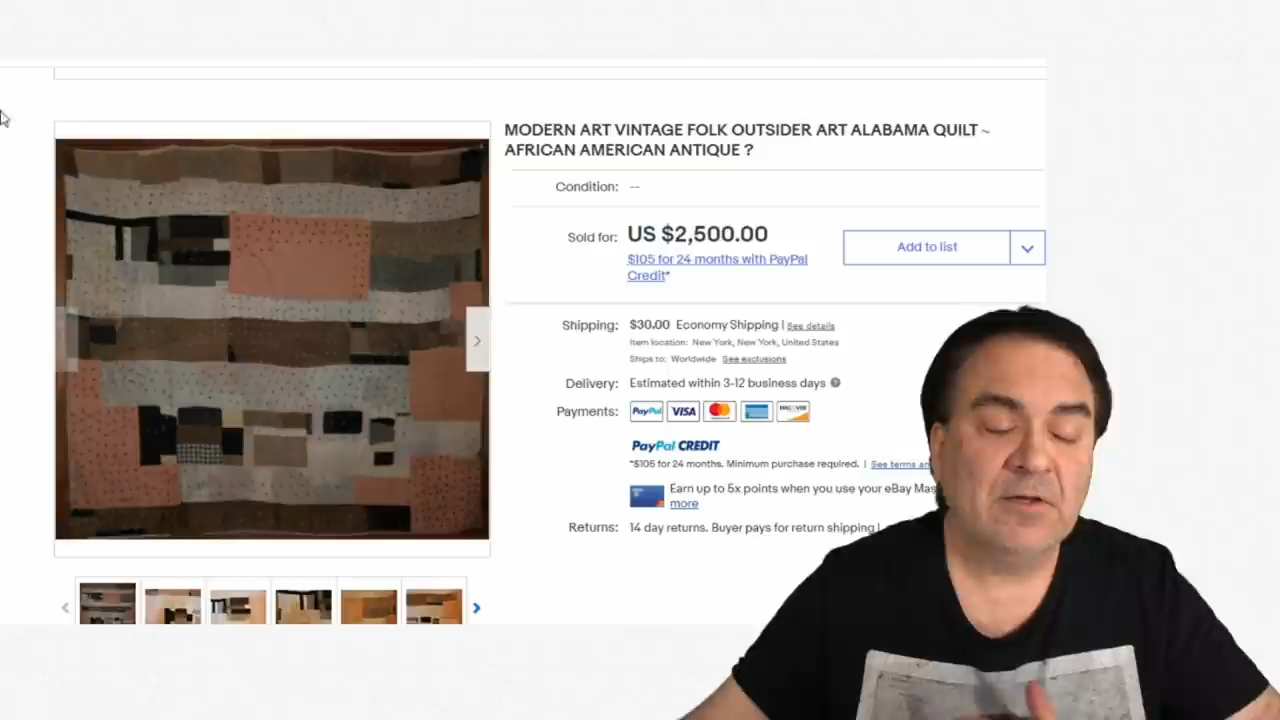 MODERN ART VINTAGE FOLK OUTSIDER ART ALABAMA QUILT ~
AFRICAN AMERICAN ANTIQUE ?
Condition: --
Sold for: US $2,500.00
Add to list
$105 for 24 months with PayPal
Credit*
Shipping: $30.00 Economy Shipping | See details
Item location: New York, New York, United States
Ships to: Worldwide See exclusions
Delivery: Estimated within 3-12 business days
Payments: PayPal VISA MasterCard DISCOVER
PayPal CREDIT
*$105 for 24 months. Minimum purchase required. | See terms
Earn up to 5x points when you use your eBay
more
Returns: 14 day returns. Buyer pays for return shipping |